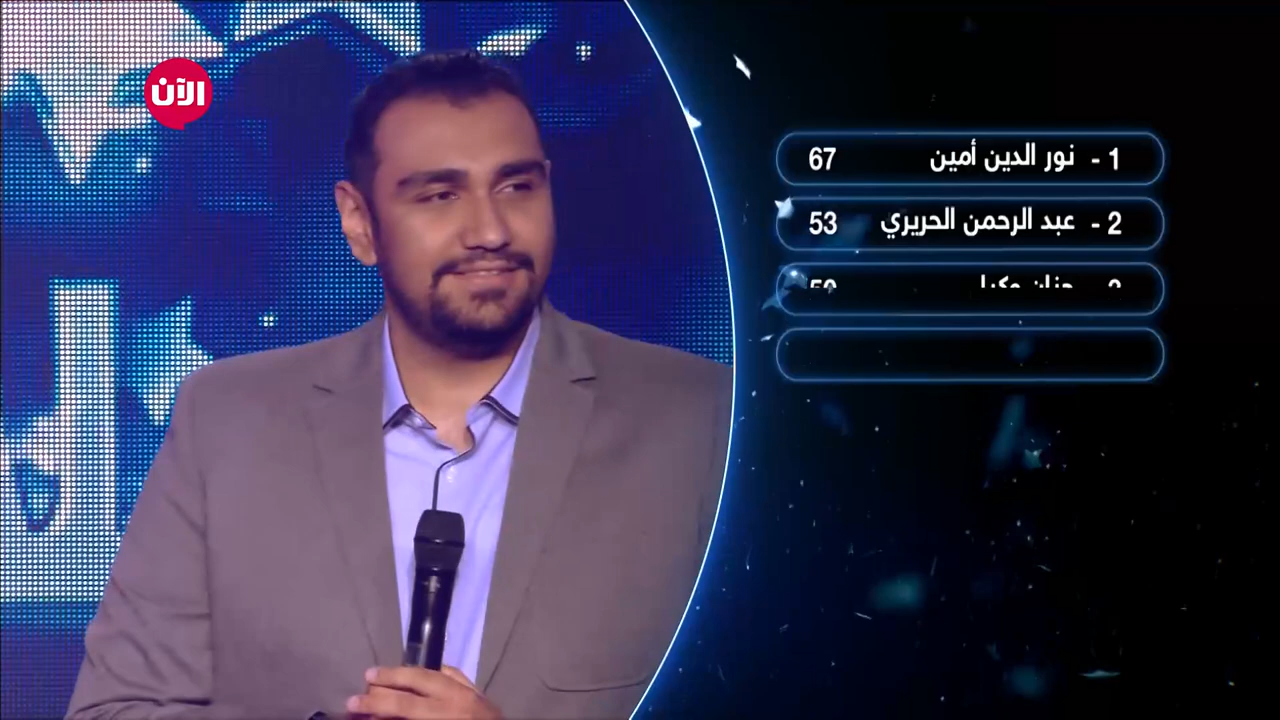 الآن
1 - نور الدين أمين 67
2 - عبد الرحمن الحريري 53